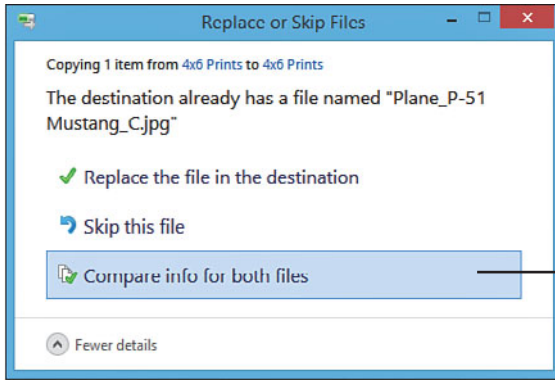 Replace or Skip Files
Copying 1 item from 4x6 Prints to 4x6 Prints
The destination already has a file named "Plane_P-51
Mustang_C.jpg"
Replace the file in the destination
Skip this file
Compare info for both files
Fewer details